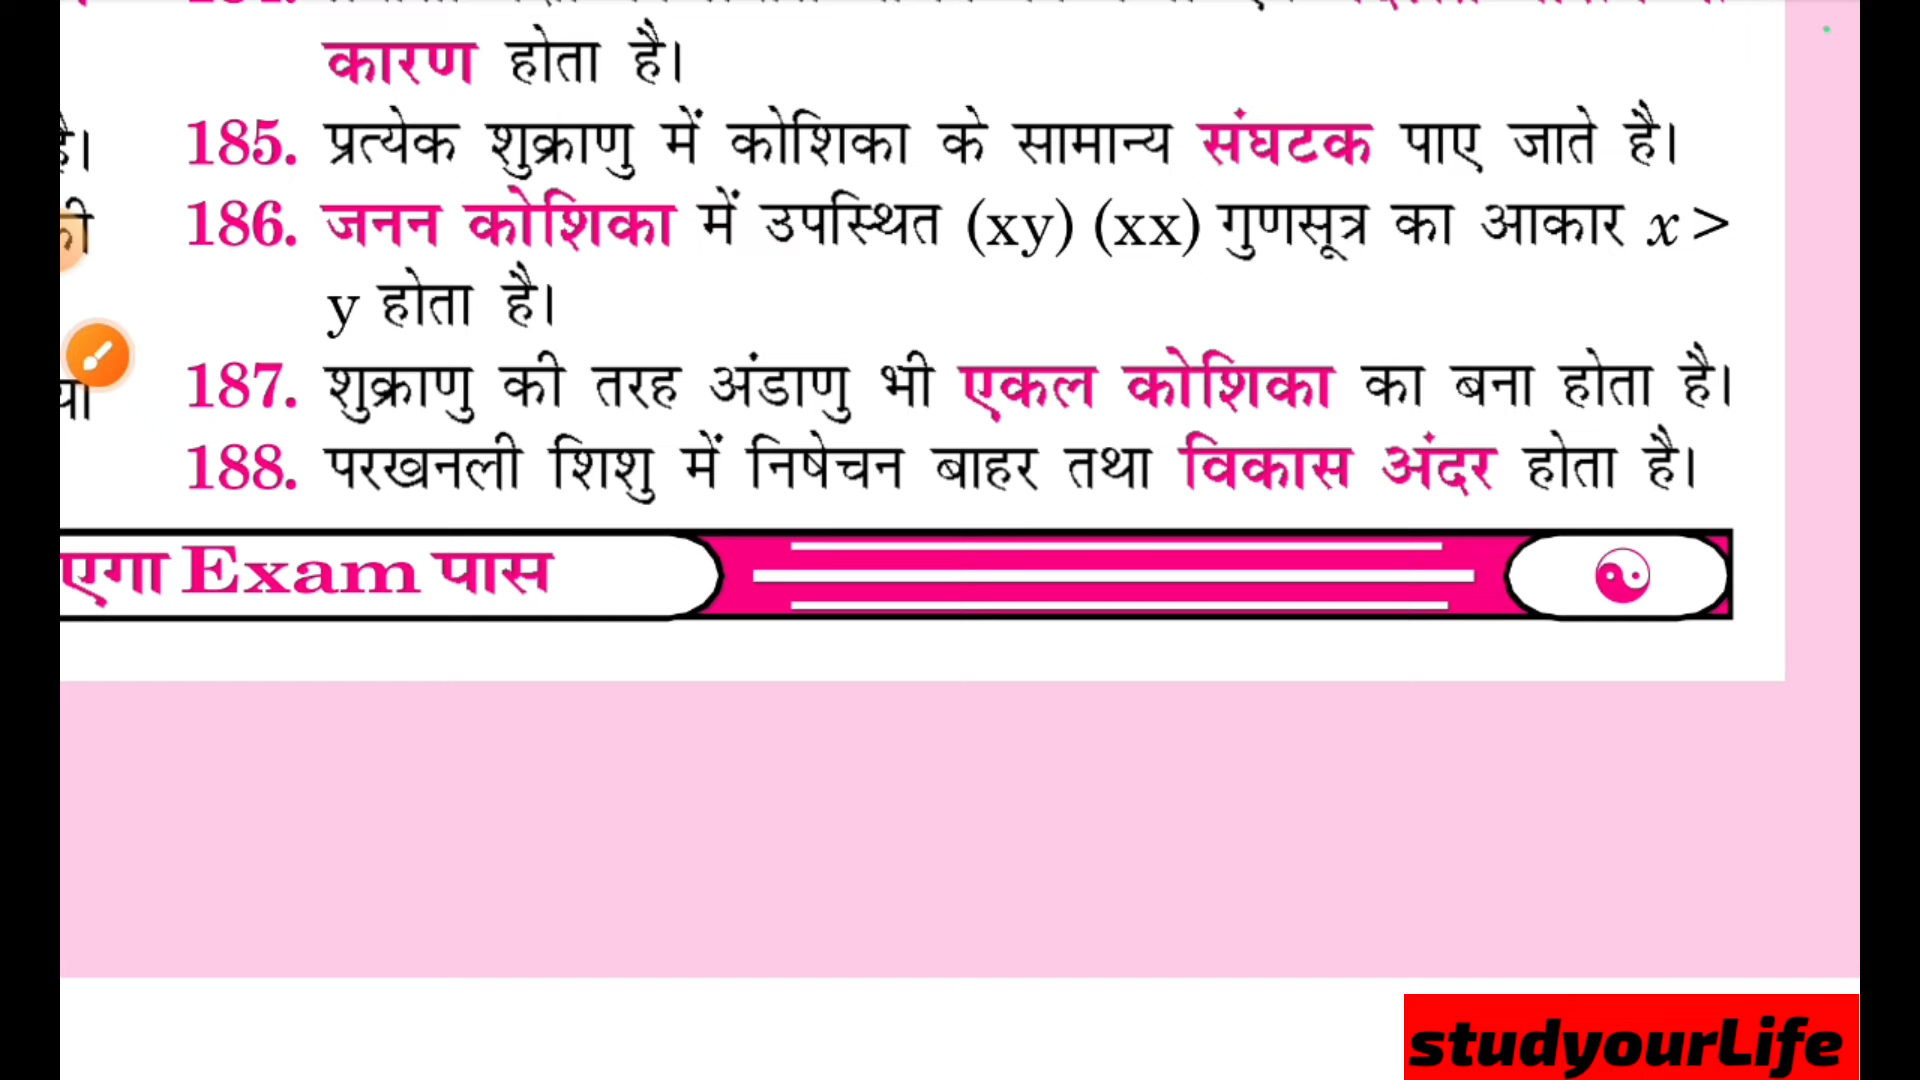 कारण होता है।
185. प्रत्येक शुक्राणु में कोशिका के सामान्य संघटक पाए जाते है।
है।
186. जनन कोशिका में उपस्थित (xy) (xx) गुणसूत्र का आकार x >
की
y होता है।
187. शुक्राणु की तरह अंडाणु भी एकल कोशिका का बना होता है।
188. परखनली शिशु में निषेचन बाहर तथा विकास अंदर होता है।
एगा Exam पास
studyourLife